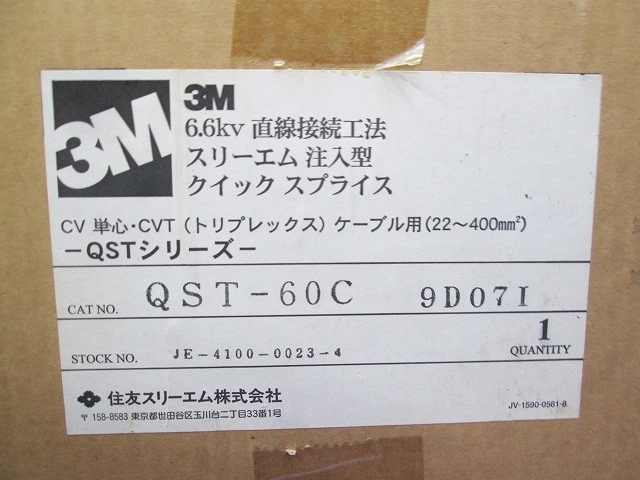 3M
3M
6.6kv 直線接続工法
スリーエム 注入型
クイック スプライス
CV 単心・CVT（トリプレックス）ケーブル用（22～400mm²）
－QSTシリーズ－
CAT NO. QST-60C 9D07I
STOCK NO. JE-4100-0023-4
1
QUANTITY
住友スリーエム株式会社
〒158-8583 東京都世田谷区玉川台二丁目33番1号
JV-1590-0561-8